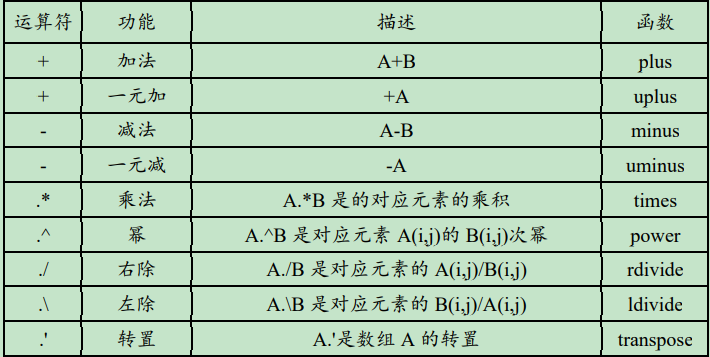 运算符 功能 描述 函数
+ 加法 A+B plus
+ 一元加 +A uplus
- 减法 A-B minus
- 一元减 -A uminus
.* 乘法 A.*B 是的对应元素的乘积 times
.^ 幂 A.^B 是对应元素 A(i,j)的 B(i,j)次幂 power
./ 右除 A./B 是对应元素的 A(i,j)/B(i,j) rdivide
.\ 左除 A.\B 是对应元素的 B(i,j)/A(i,j) ldivide
.' 转置 A.'是数组 A 的转置 transpose